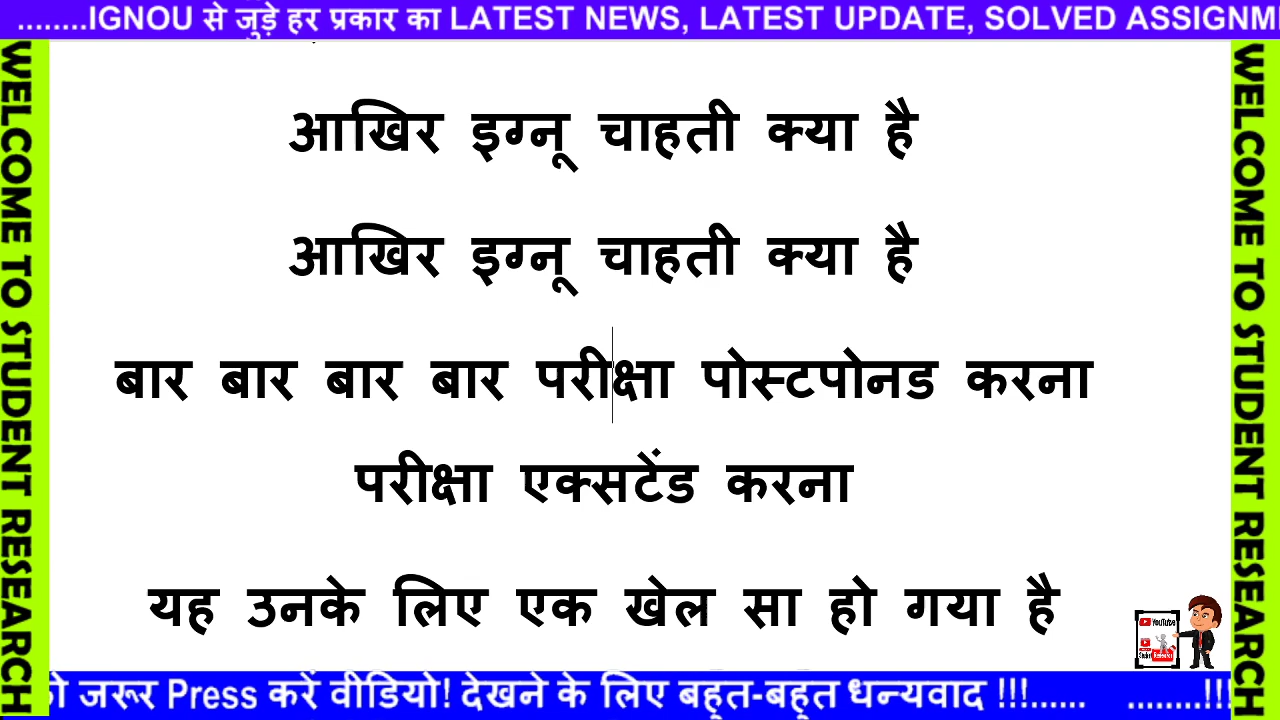 ........IGNOU से जुड़े हर प्रकार का LATEST NEWS, LATEST UPDATE, SOLVED
WELCOME TO STUDENT RESEARCH
आखिर इग्नू चाहती क्या है
आखिर इग्नू चाहती क्या है
बार बार बार बार परीक्षा पोस्टपोनड करना
परीक्षा एक्सटेंड करना
यह उनके लिए एक खेल सा हो गया है
WELCOME TO STUDENT RESEARCH
YouTube
जरूर Press करें वीडियो! देखने के लिए बहुत-बहुत धन्यवाद !!!...... ........!!!